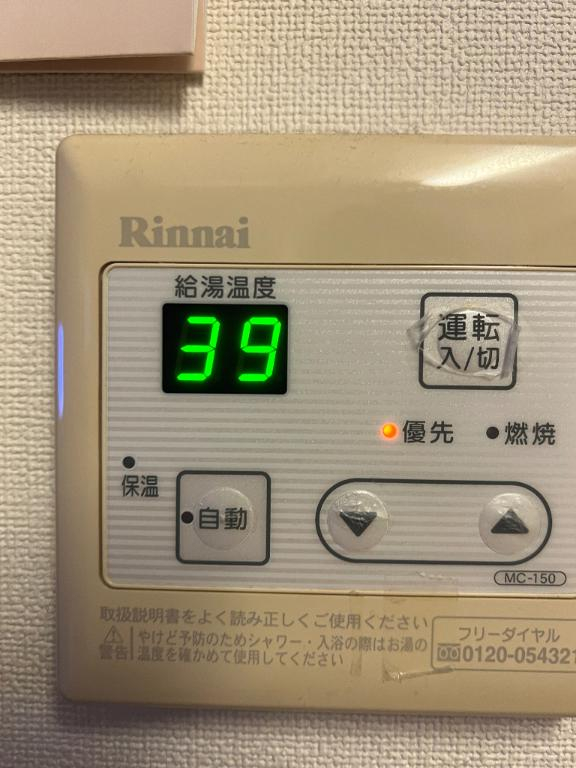 Rinnai
給湯温度
39
運転
入/切
優先
燃焼
保温
自動
MC-150
取扱説明書をよく読み正しくご使用ください
警告
やけど予防のためシャワー・入浴の際はお湯の
温度を確かめて使用してください
フリーダイヤル
0120-054321